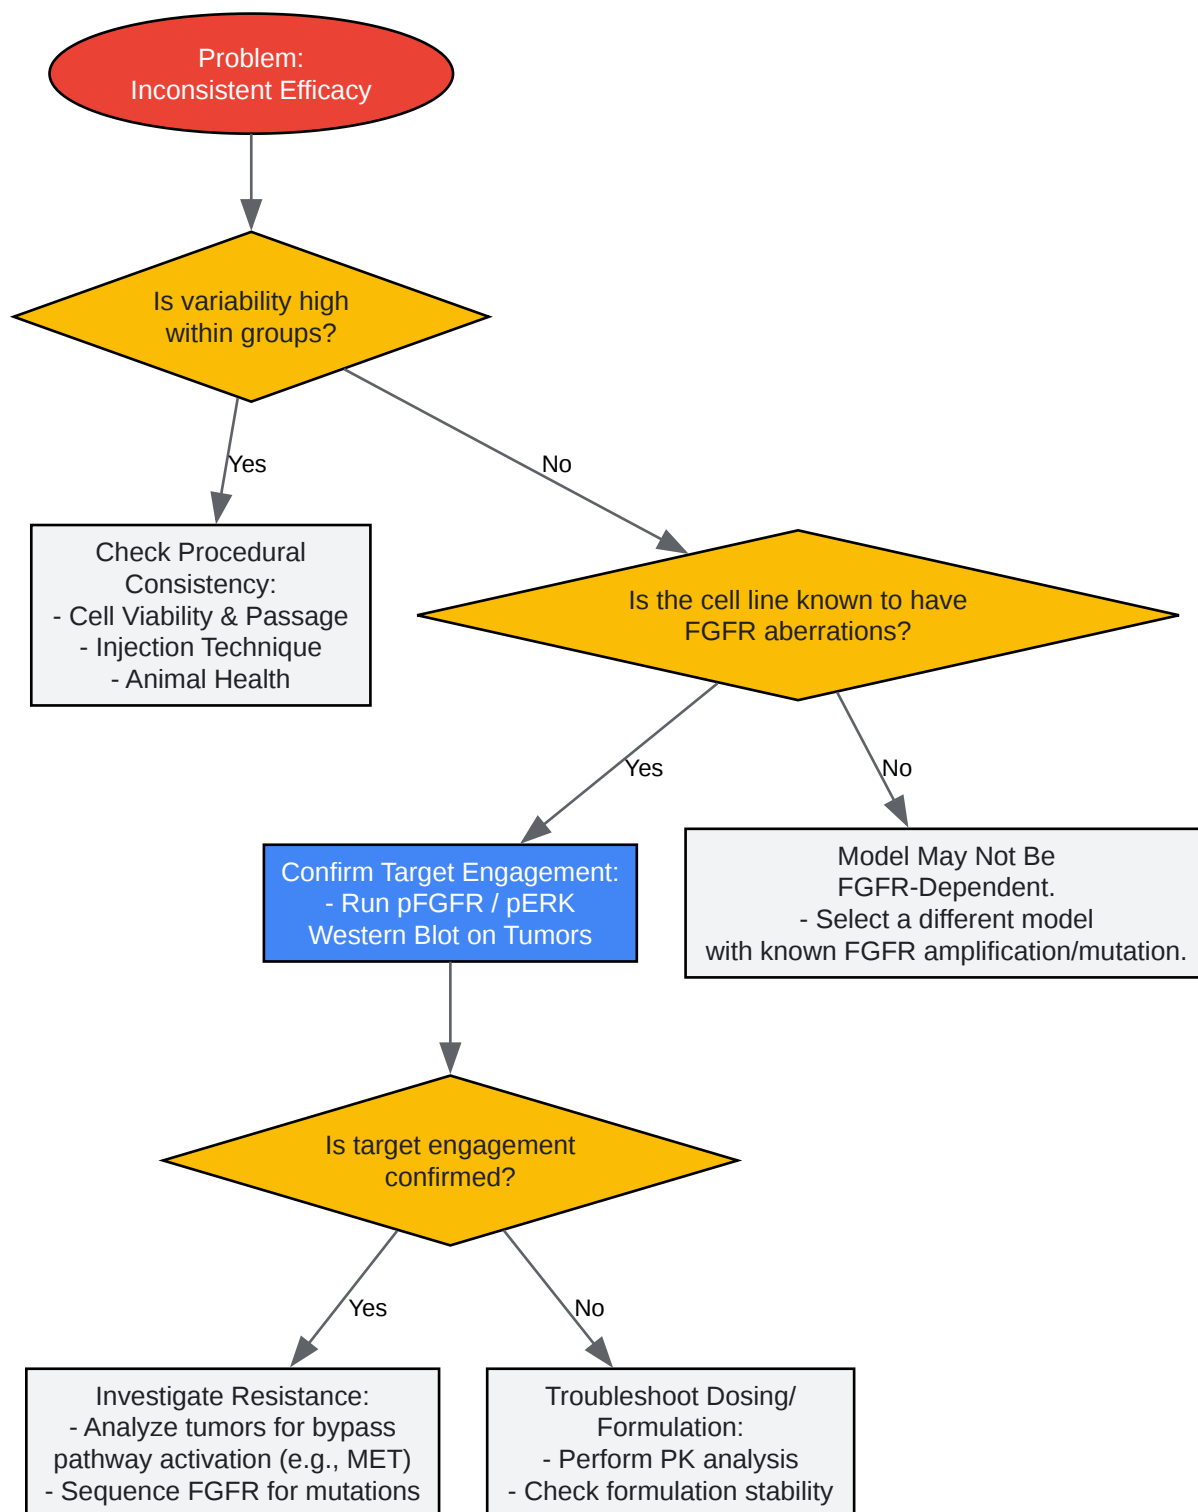 Problem:
Inconsistent Efficacy
Is variability high
within groups?
Yes
No
Check Procedural
Consistency:
- Cell Viability & Passage
- Injection Technique
- Animal Health
Is the cell line known to have
FGFR aberrations?
Yes
No
Confirm Target Engagement:
- Run pFGFR / pERK
Western Blot on Tumors
Model May Not Be
FGFR-Dependent.
- Select a different model
with known FGFR amplification/mutation.
Is target engagement
confirmed?
Yes
No
Investigate Resistance:
- Analyze tumors for bypass
pathway activation (e.g., MET)
- Sequence FGFR for mutations
Troubleshoot Dosing/
Formulation:
- Perform PK analysis
- Check formulation stability